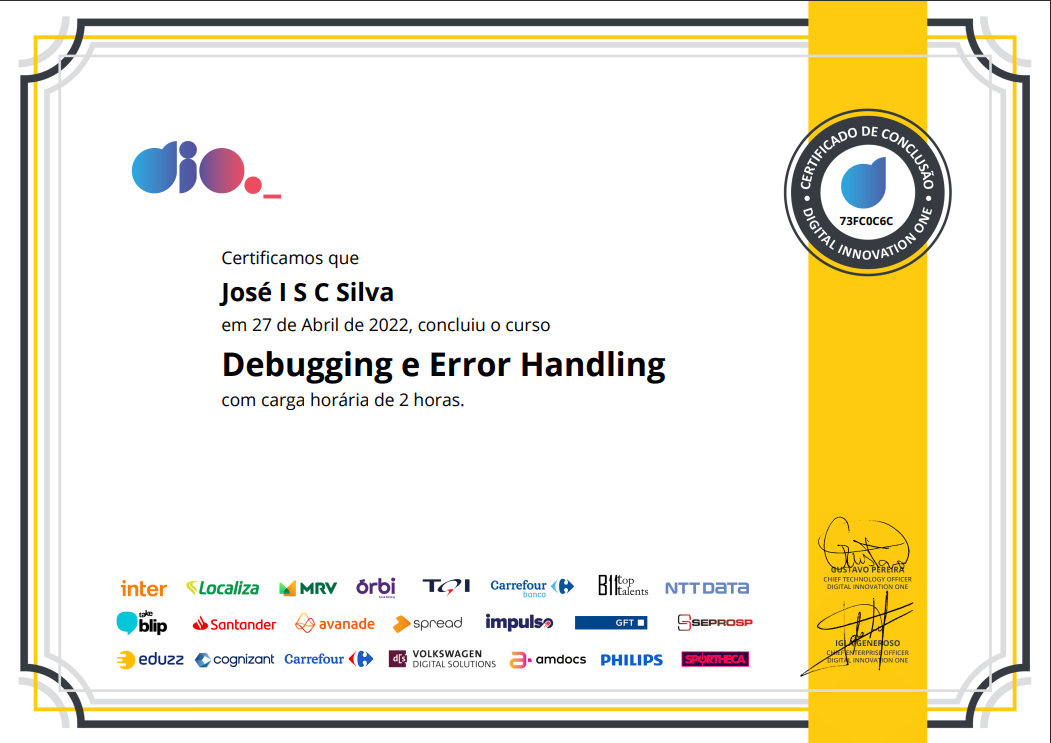 dio._
CERTIFICADO DE CONCLUSÃO
73FC0C6C
DIGITAL INNOVATION ONE
Certificamos que
José I S C Silva
em 27 de Abril de 2022, concluiu o curso
Debugging e Error Handling
com carga horária de 2 horas.
GUSTAVO PEREIRA
CHIEF TECHNOLOGY OFFICER
DIGITAL INNOVATION ONE
inter Localiza MRV órbi TQI Carrefour banco B11 top talents NTT DATA
take blip Santander avanade spread impulso GFT SEPROSP
eduzz cognizant Carrefour d[s] VOLKSWAGEN DIGITAL SOLUTIONS a: amdocs PHILIPS SPORTHECA
GENEROSO
CHIEF ENTERPRISE OFFICER
DIGITAL INNOVATION ONE